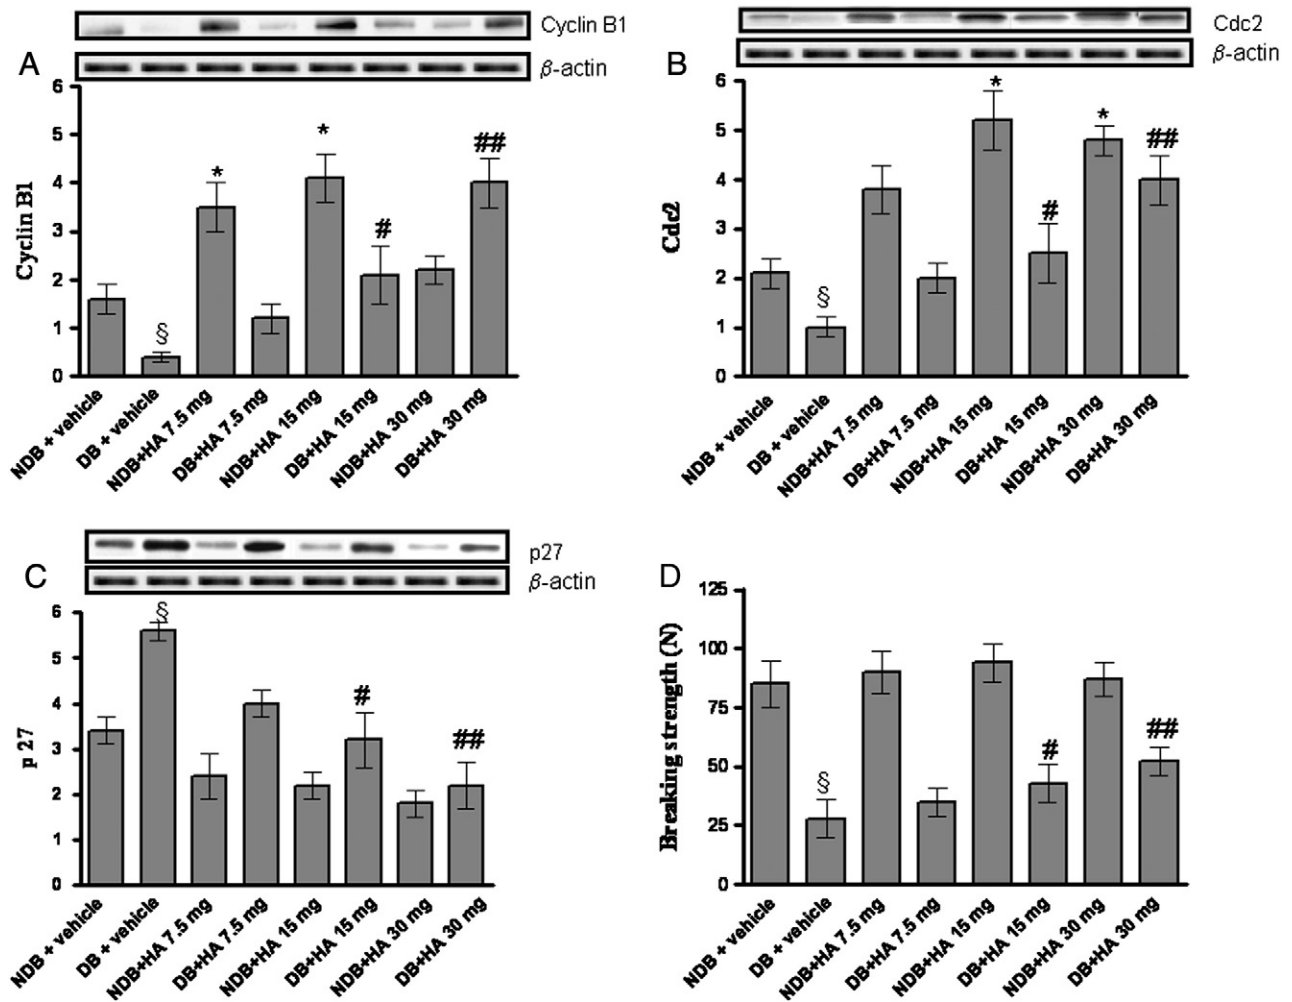 Cyclin B1
β-actin
A
6
5
4
3
2
1
0
Cyclin B1
§
*
*
#
##
NDB + vehicle
DB + vehicle
NDB+HA 7.5 mg
DB+HA 7.5 mg
NDB+HA 15 mg
DB+HA 15 mg
NDB+HA 30 mg
DB+HA 30 mg
Cdc2
β-actin
B
6
5
4
3
2
1
0
Cdc2
§
*
#
*
##
NDB + vehicle
DB + vehicle
NDB+HA 7.5 mg
DB+HA 7.5 mg
NDB+HA 15 mg
DB+HA 15 mg
NDB+HA 30 mg
DB+HA 30 mg
p27
β-actin
C
6
5
4
3
2
1
0
p 27
§
#
##
NDB + vehicle
DB + vehicle
NDB+HA 7.5 mg
DB+HA 7.5 mg
NDB+HA 15 mg
DB+HA 15 mg
NDB+HA 30 mg
DB+HA 30 mg
D
125
100
75
50
25
0
Breaking strength (N)
§
#
##
NDB + vehicle
DB + vehicle
NDB+HA 7.5 mg
DB+HA 7.5 mg
NDB+HA 15 mg
DB+HA 15 mg
NDB+HA 30 mg
DB+HA 30 mg